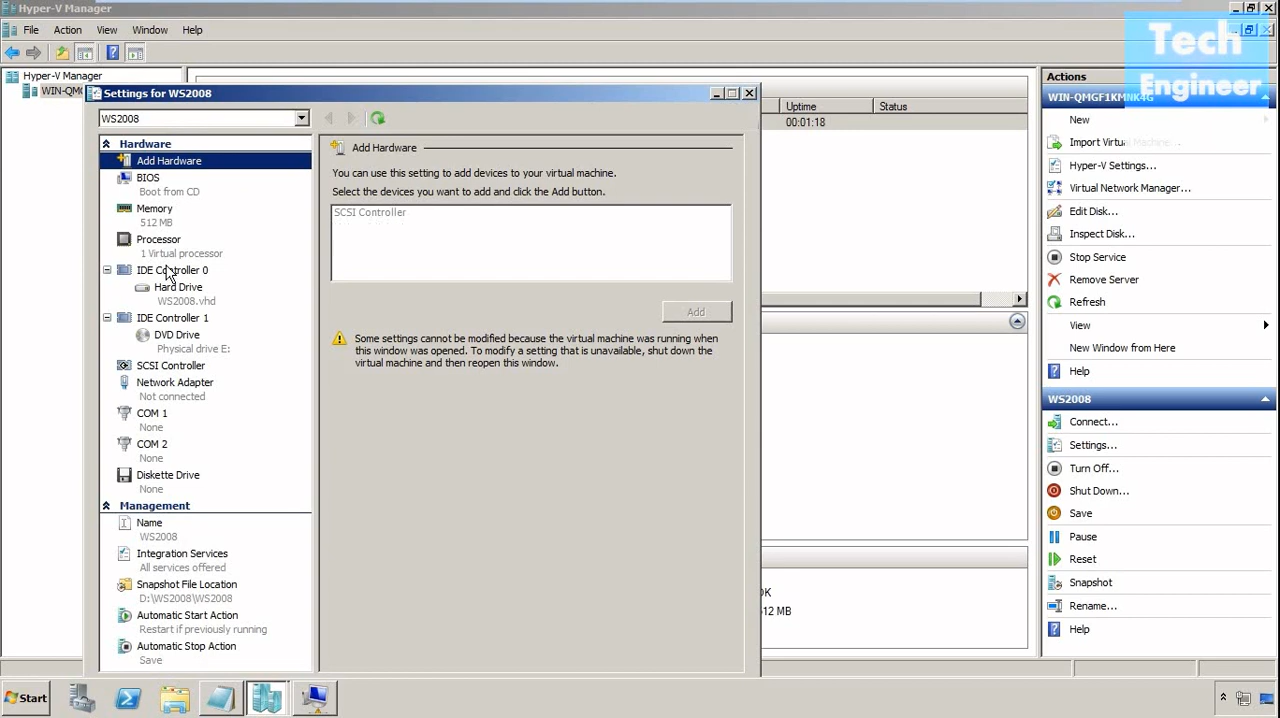 Hyper-V Manager
File Action View Window Help
Tech
Engineer
Hyper-V Manager
WIN-QMG
Settings for WS2008
WS2008
Hardware
Add Hardware
BIOS
Boot from CD
Memory
512 MB
Processor
1 Virtual processor
IDE Controller 0
Hard Drive
WS2008.vhd
IDE Controller 1
DVD Drive
Physical drive E:
SCSI Controller
Network Adapter
Not connected
COM 1
None
COM 2
None
Diskette Drive
None
Management
Name
WS2008
Integration Services
All services offered
Snapshot File Location
D:\WS2008\WS2008
Automatic Start Action
Restart if previously running
Automatic Stop Action
Save
Add Hardware
You can use this setting to add devices to your virtual machine.
Select the devices you want to add and click the Add button.
SCSI Controller
Add
Some settings cannot be modified because the virtual machine was running when
this window was opened. To modify a setting that is unavailable, shut down the
virtual machine and then reopen this window.
Uptime Status
00:01:18
OK
512 MB
Actions
WIN-QMGF1KMNK4G
New
Import Virtual Machine...
Hyper-V Settings...
Virtual Network Manager...
Edit Disk...
Inspect Disk...
Stop Service
Remove Server
Refresh
View
New Window from Here
Help
WS2008
Connect...
Settings...
Turn Off...
Shut Down...
Save
Pause
Reset
Snapshot
Rename...
Help
Start